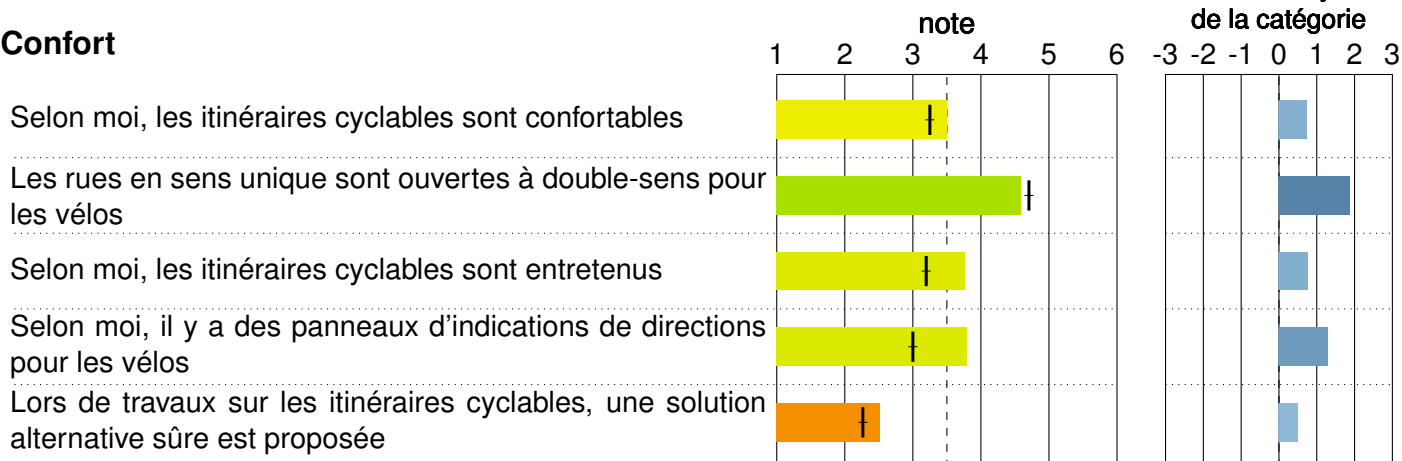 note
de la catégorie
Confort
1 2 3 4 5 6
-3 -2 -1 0 1 2 3
Selon moi, les itinéraires cyclables sont confortables
Les rues en sens unique sont ouvertes à double-sens pour
les vélos
Selon moi, les itinéraires cyclables sont entretenus
Selon moi, il y a des panneaux d'indications de directions
pour les vélos
Lors de travaux sur les itinéraires cyclables, une solution
alternative sûre est proposée